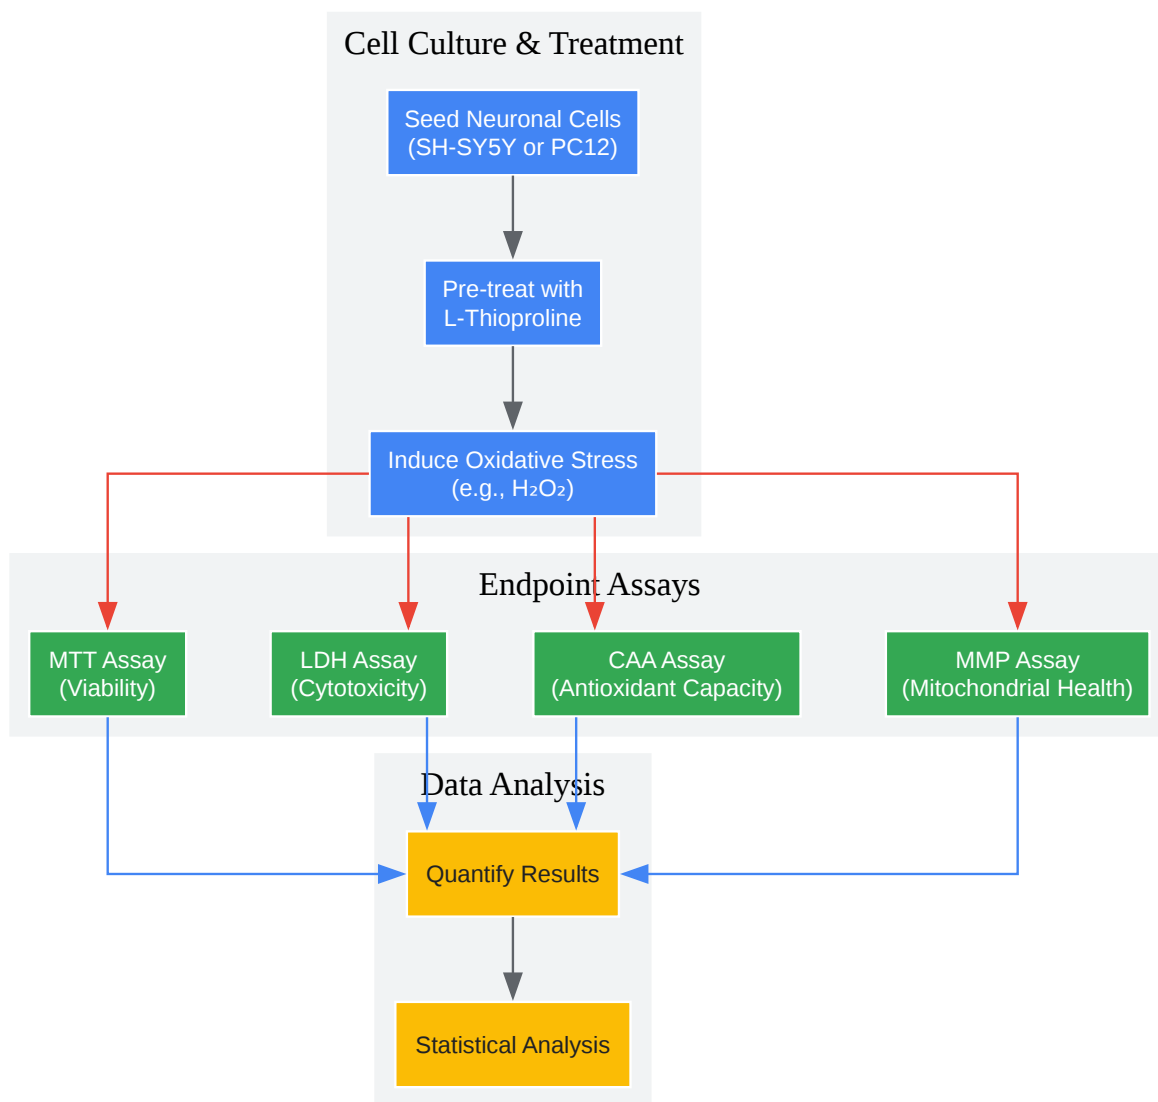 Cell Culture & Treatment
Seed Neuronal Cells
(SH-SY5Y or PC12)
Pre-treat with
L-Thioproline
Induce Oxidative Stress
(e.g., H₂O₂)
Endpoint Assays
MTT Assay
(Viability)
LDH Assay
(Cytotoxicity)
CAA Assay
(Antioxidant Capacity)
MMP Assay
(Mitochondrial Health)
Data Analysis
Quantify Results
Statistical Analysis